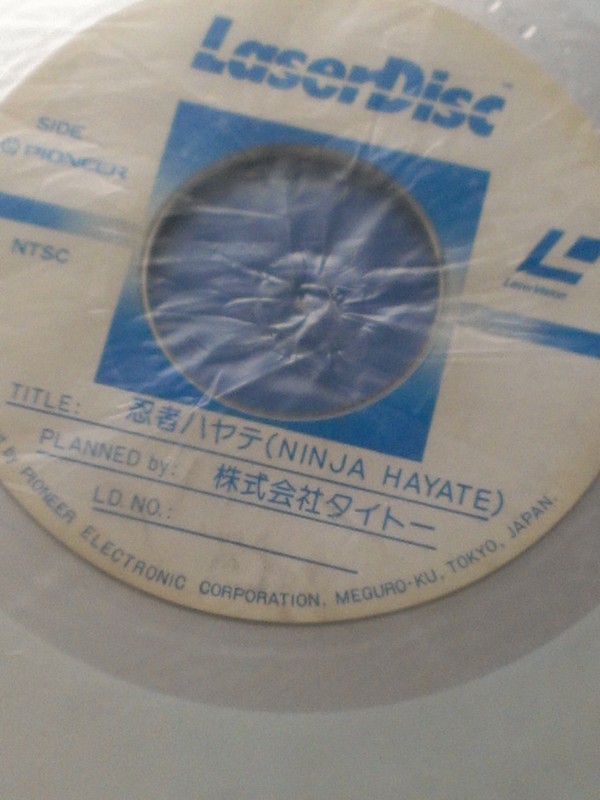 LaserDisc
SIDE
PIONEER
NTSC
LaserVision
TITLE: 忍者ハヤテ(NINJA HAYATE)
PLANNED by: 株式会社タイトー
L.D. NO.:
by PIONEER ELECTRONIC CORPORATION. MEGURO-KU, TOKYO, JAPAN.